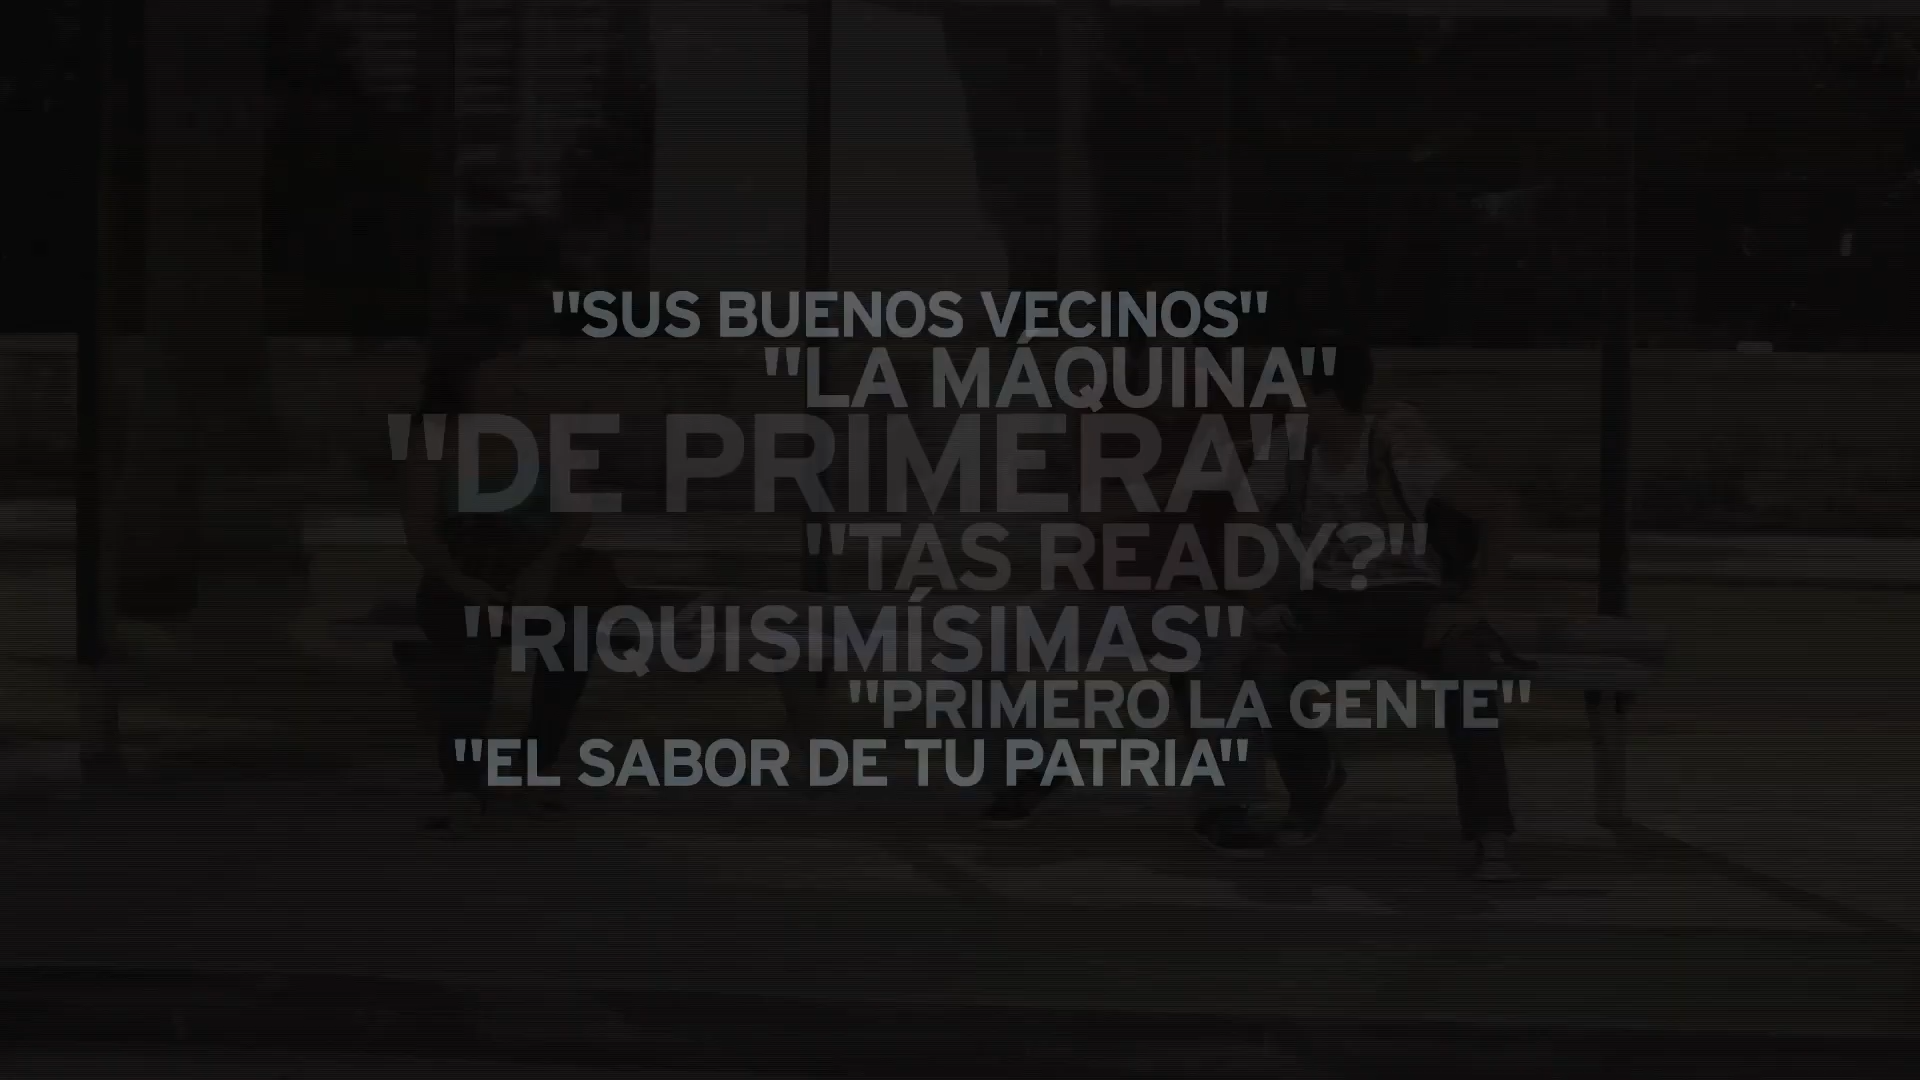 "SUS BUENOS VECINOS"
"LA MÁQUINA"
"DE PRIMERA"
"TAS READY?"
"RIQUISIMÍSIMAS"
"PRIMERO LA GENTE"
"EL SABOR DE TU PATRIA"